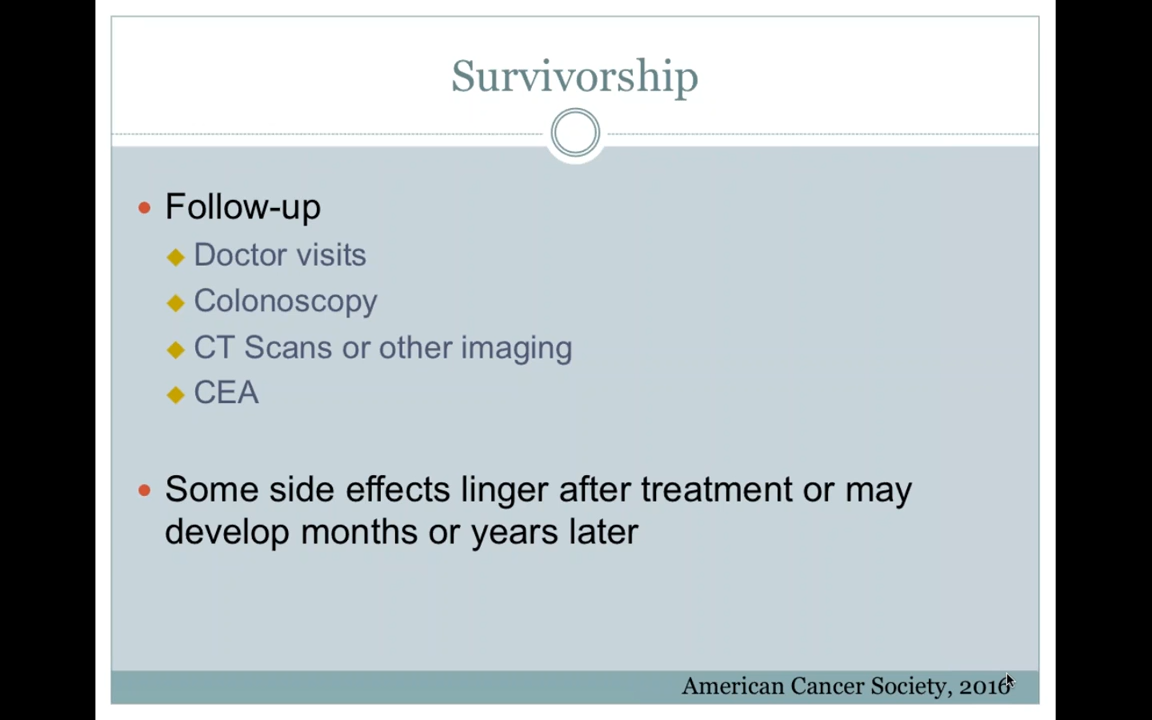 Survivorship
Follow-up
Doctor visits
Colonoscopy
CT Scans or other imaging
CEA
Some side effects linger after treatment or may
develop months or years later
American Cancer Society, 2016